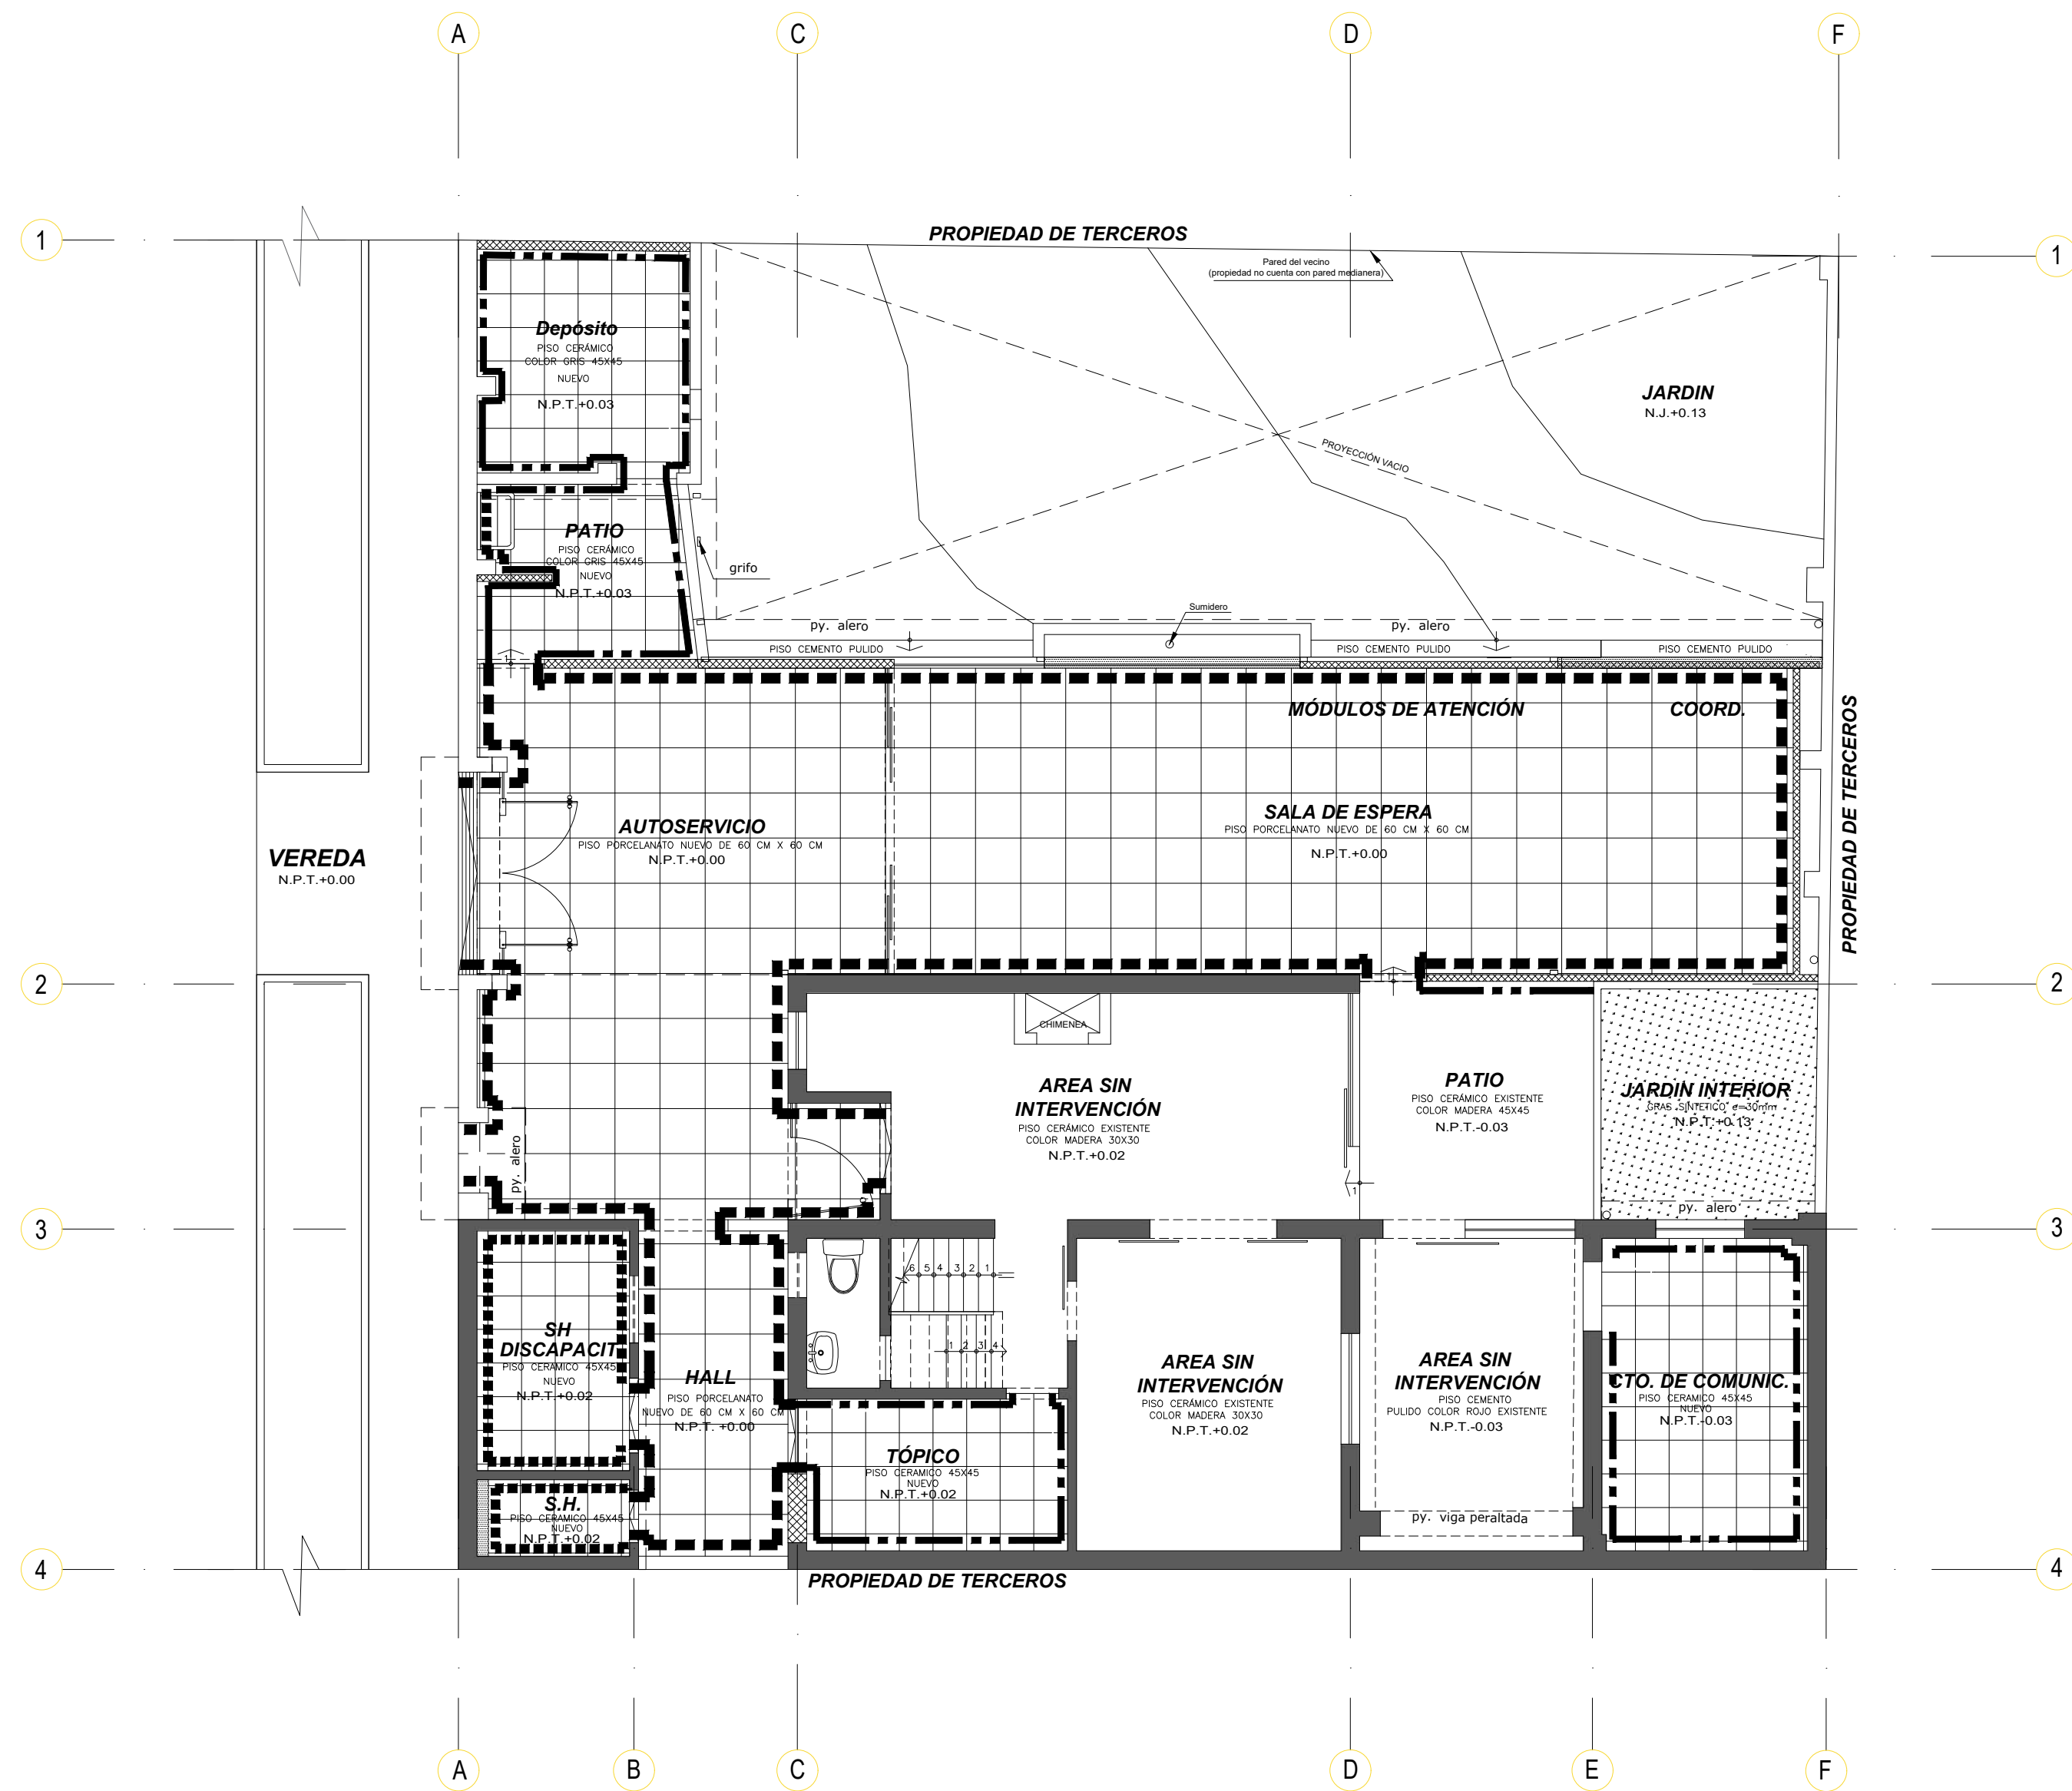 A
C
D
F
1
PROPIEDAD DE TERCEROS
1
Pared del vecino
(propiedad no cuenta con pared medianera)
Depósito
PISO CERÁMICO
COLOR GRIS 45X45
NUEVO
N.P.T.+0.03
JARDIN
N.J.+0.13
PROYECCIÓN VACIO
PATIO
PISO CERÁMICO
COLOR GRIS 45X45
NUEVO
N.P.T.+0.03
grifo
Sumidero
py. alero
py. alero
PISO CEMENTO PULIDO
PISO CEMENTO PULIDO
PISO CEMENTO PULIDO
1
MÓDULOS DE ATENCIÓN
COORD.
PROPIEDAD DE TERCEROS
AUTOSERVICIO
PISO PORCELANATO NUEVO DE 60 CM X 60 CM
N.P.T.+0.00
SALA DE ESPERA
PISO PORCELANATO NUEVO DE 60 CM X 60 CM
N.P.T.+0.00
VEREDA
N.P.T.+0.00
2
1
2
CHIMENEA
AREA SIN
INTERVENCIÓN
PISO CERÁMICO EXISTENTE
COLOR MADERA 30X30
N.P.T.+0.02
PATIO
PISO CERÁMICO EXISTENTE
COLOR MADERA 45X45
N.P.T.-0.03
JARDIN INTERIOR
GRAS SINTETICO e=30mm
N.P.T.+0.13
py. alero
1
py. alero
3
3
6 5 4 3 2 1
1 2 3 4
SH
DISCAPACIT.
PISO CERAMICO 45X45
NUEVO
N.P.T.+0.02
HALL
PISO PORCELANATO
NUEVO DE 60 CM X 60 CM
N.P.T. +0.00
AREA SIN
INTERVENCIÓN
PISO CERÁMICO EXISTENTE
COLOR MADERA 30X30
N.P.T.+0.02
AREA SIN
INTERVENCIÓN
PISO CEMENTO
PULIDO COLOR ROJO EXISTENTE
N.P.T.-0.03
CTO. DE COMUNIC.
PISO CERAMICO 45X45
NUEVO
N.P.T.-0.03
TÓPICO
PISO CERAMICO 45X45
NUEVO
N.P.T.+0.02
S.H.
PISO CERAMICO 45X45
NUEVO
N.P.T.+0.02
py. viga peraltada
4
PROPIEDAD DE TERCEROS
4
A
B
C
D
E
F